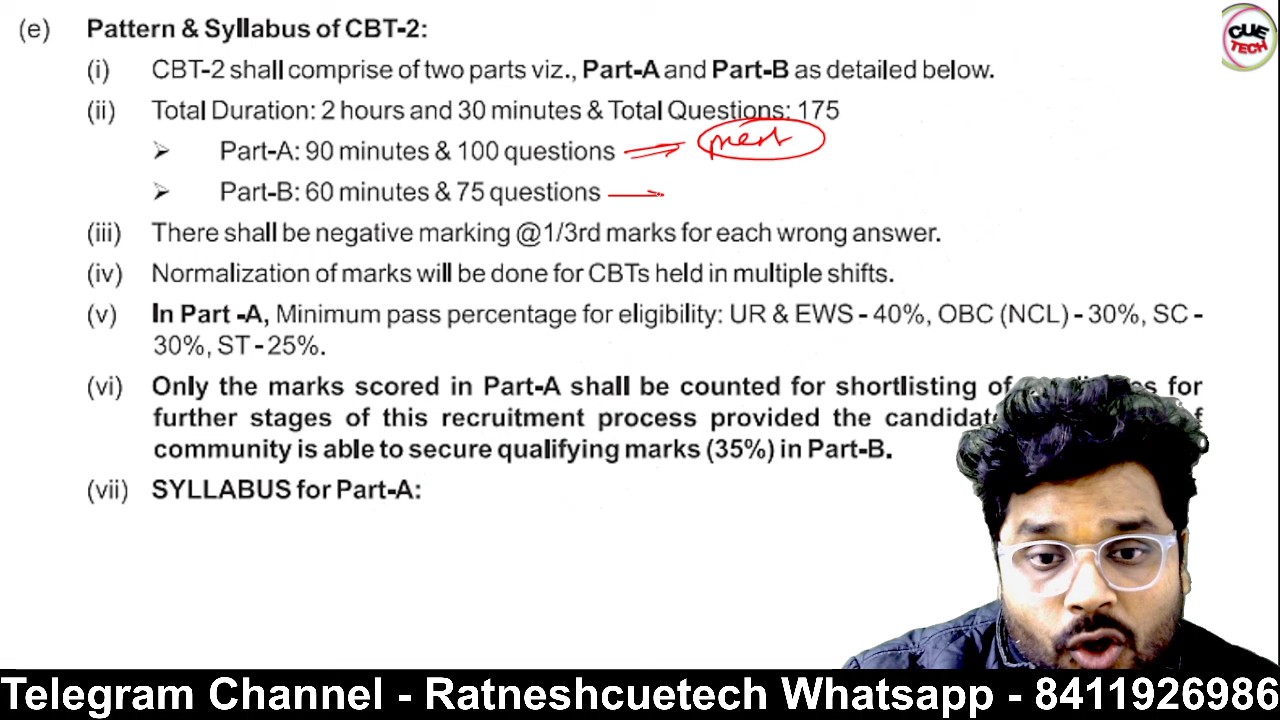 (e) Pattern & Syllabus of CBT-2:
CUE
TECH
(i) CBT-2 shall comprise of two parts viz., Part-A and Part-B as detailed below.
(ii) Total Duration: 2 hours and 30 minutes & Total Questions: 175
➢ Part-A: 90 minutes & 100 questions
➢ Part-B: 60 minutes & 75 questions
(iii) There shall be negative marking @1/3rd marks for each wrong answer.
(iv) Normalization of marks will be done for CBTs held in multiple shifts.
(v) In Part -A, Minimum pass percentage for eligibility: UR & EWS - 40%, OBC (NCL) - 30%, SC -
30%, ST - 25%.
(vi) Only the marks scored in Part-A shall be counted for shortlisting of for
further stages of this recruitment process provided the
community is able to secure qualifying marks (35%) in Part-B.
(vii) SYLLABUS for Part-A:
Telegram Channel - Ratneshcuetech Whatsapp - 8411926986